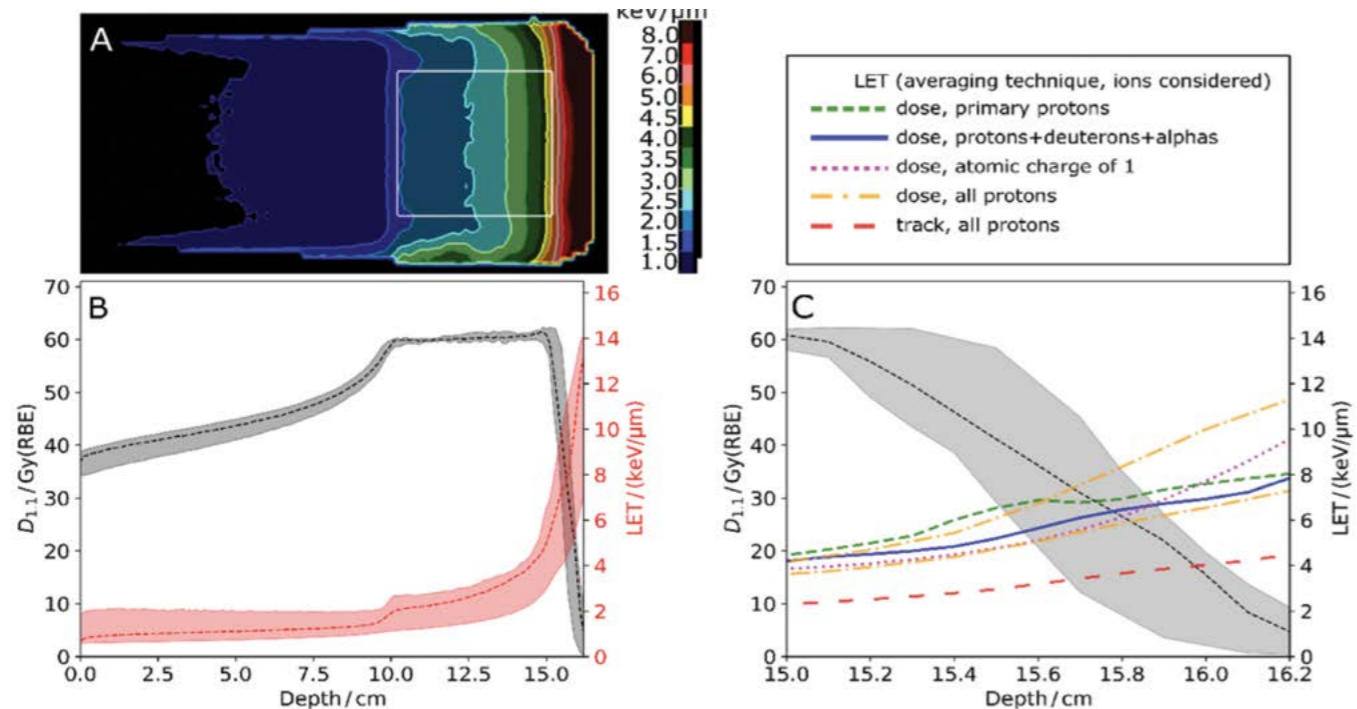 A
keV/μm
8.0
7.0
6.0
5.0
4.5
4.0
3.5
3.0
2.5
2.0
1.5
1.0
LET (averaging technique, ions considered)
dose, primary protons
dose, protons+deuterons+alphas
dose, atomic charge of 1
dose, all protons
track, all protons
B
70
60
50
40
30
20
10
0
D1.1/Gy(RBE)
16
14
12
10
8
6
4
2
0
LET/(keV/μm)
0.0 2.5 5.0 7.5 10.0 12.5 15.0
Depth/cm
C
70
60
50
40
30
20
10
0
D1.1/Gy(RBE)
16
14
12
10
8
6
4
2
0
LET/(keV/μm)
15.0 15.2 15.4 15.6 15.8 16.0 16.2
Depth/cm